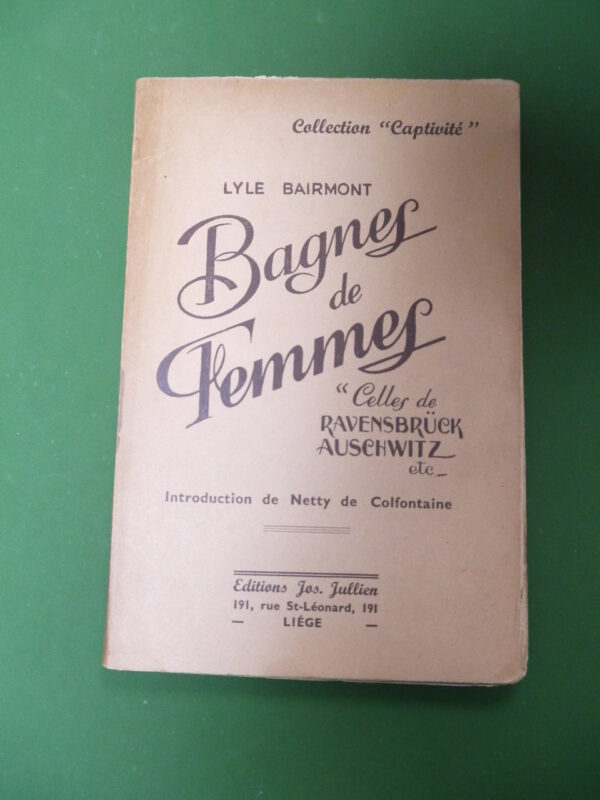 Collection "Captivité"
LYLE BAIRMONT
Bagnes
de
Femmes
"Celles de
RAVENSBRÜCK
AUSCHWITZ
etc...
Introduction de Netty de Colfontaine
Editions Jos. Jullien
191, rue St-Léonard, 191
— LIÉGE —